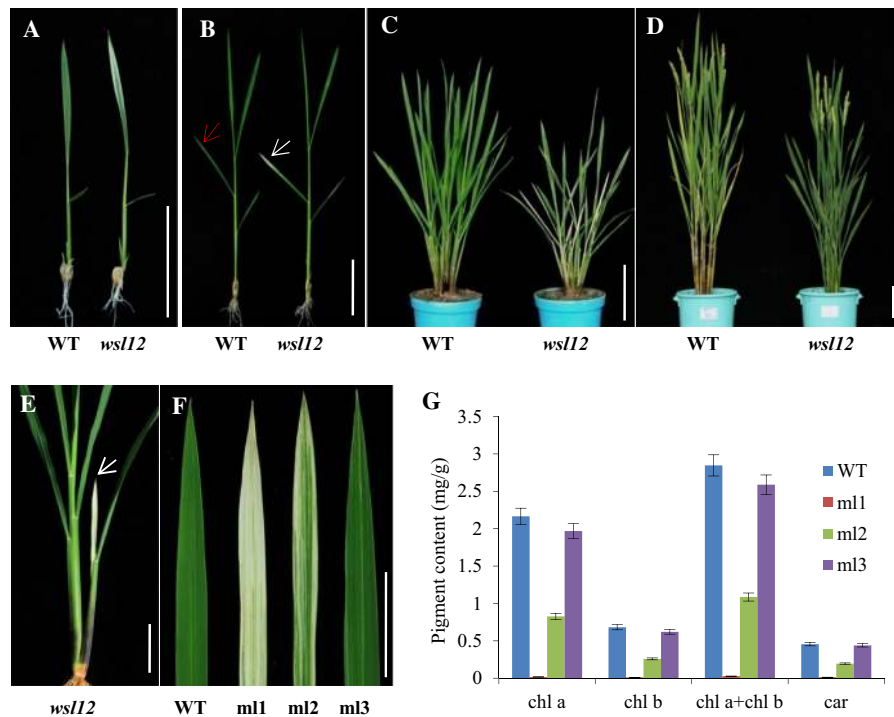 A
B
C
D
WT wsl12
WT wsl12
WT wsl12
WT wsl12
E
F
wsl12
WT ml1 ml2 ml3
G
Pigment content (mg/g)
3.5
3
2.5
2
1.5
1
0.5
0
chl a chl b chl a+chl b car
WT
ml1
ml2
ml3